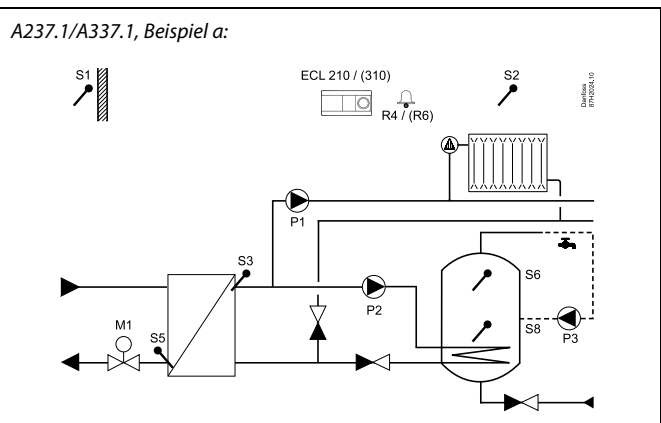 A237.1/A337.1, Beispiel a:
S1
ECL 210 / (310)
S2
R4 / (R6)
Danfoss
87H2024.10
P1
S3
S6
P2
M1
S5
S8
P3